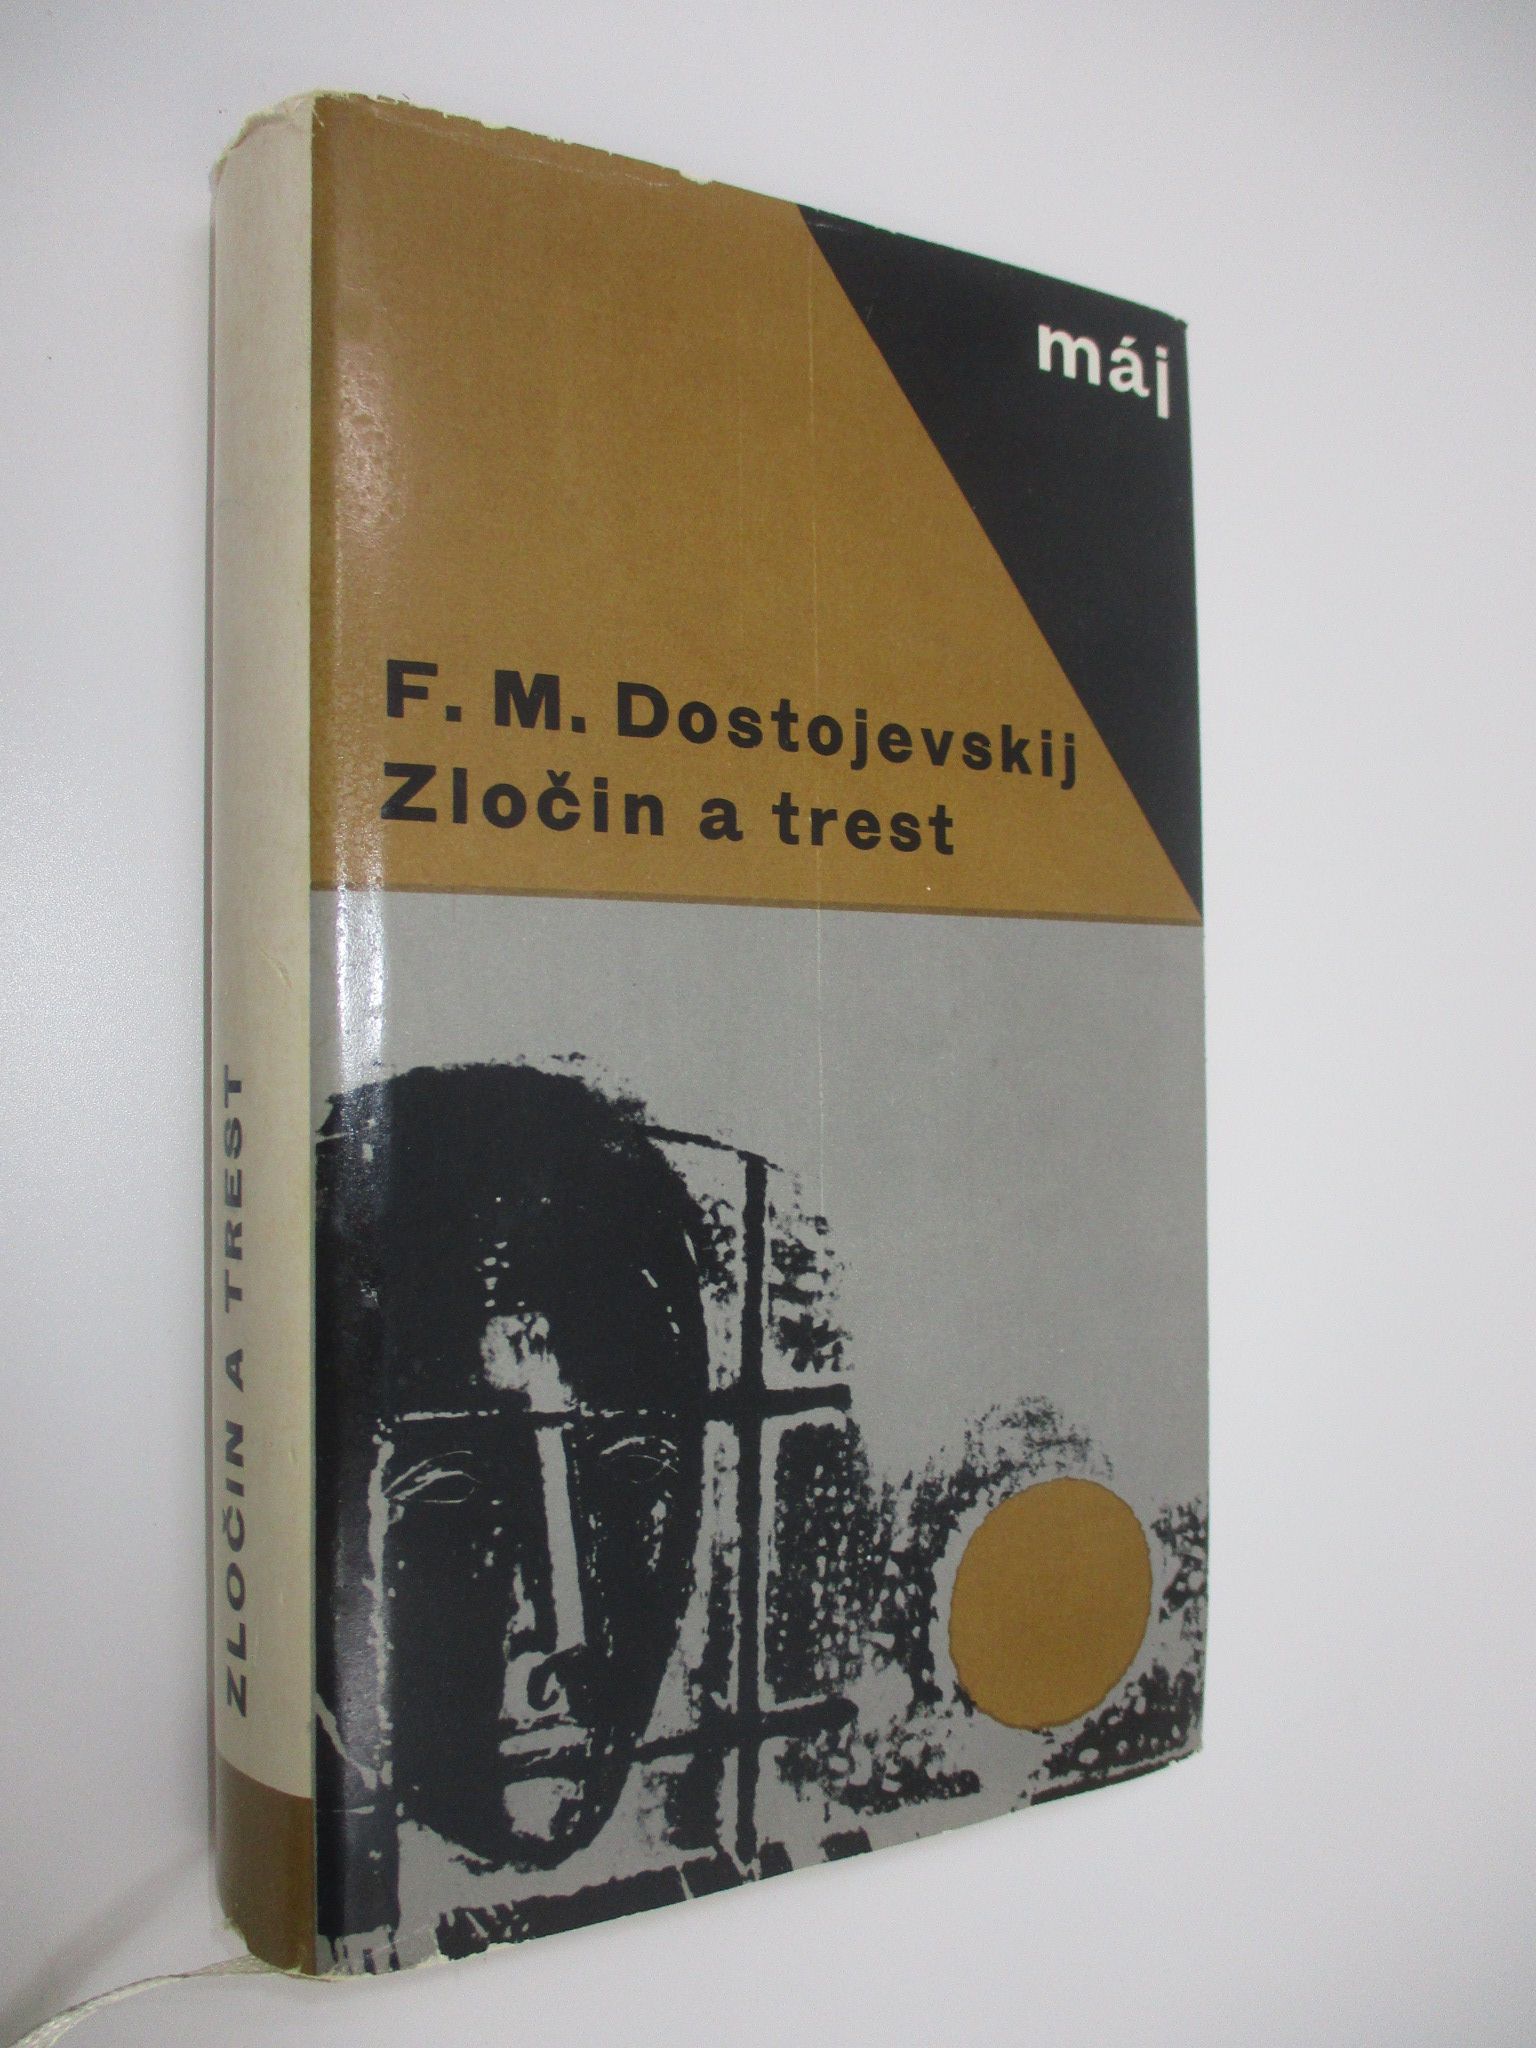 máj
F. M. Dostojevskij
Zločin a trest
ZLOČIN A TREST